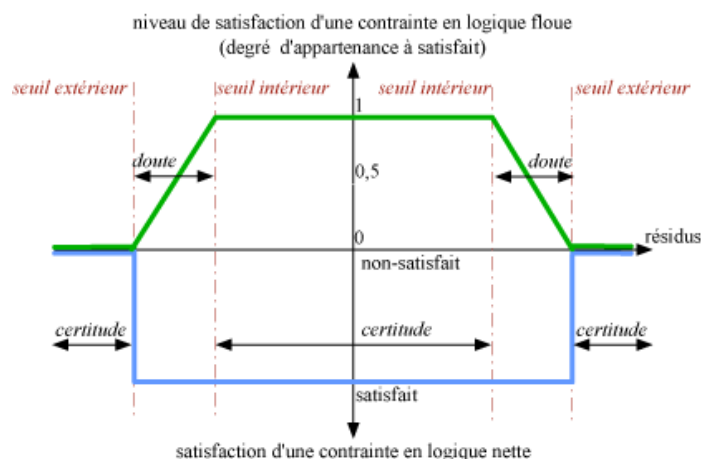 niveau de satisfaction d'une contrainte en logique floue
(degré d'appartenance à satisfait)
seuil extérieur
seuil intérieur
seuil intérieur
seuil extérieur
1
doute
doute
0,5
0
résidus
non-satisfait
certitude
certitude
certitude
satisfait
satisfaction d'une contrainte en logique nette